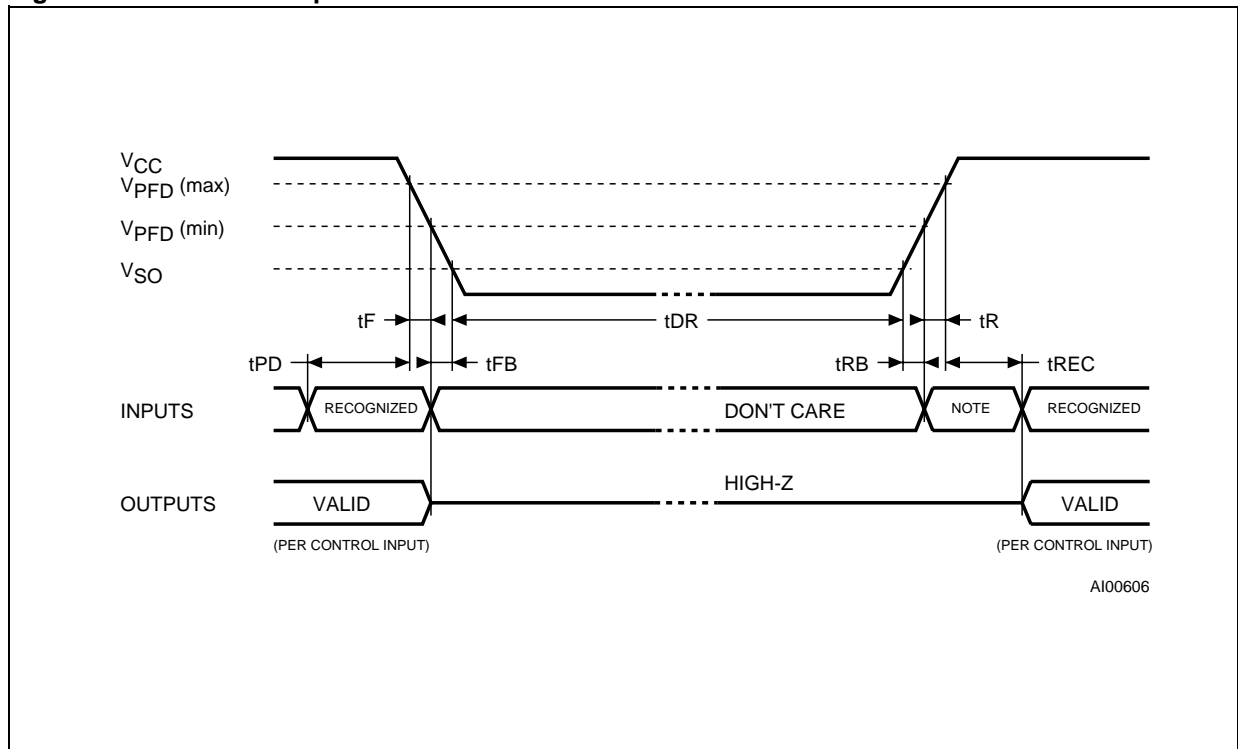 VCC
VPFD (max)
VPFD (min)
VSO
tF
tDR
tR
tPD
tFB
tRB
tREC
INPUTS
RECOGNIZED
DON'T CARE
NOTE
RECOGNIZED
HIGH-Z
OUTPUTS
VALID
VALID
(PER CONTROL INPUT)
(PER CONTROL INPUT)
AI00606